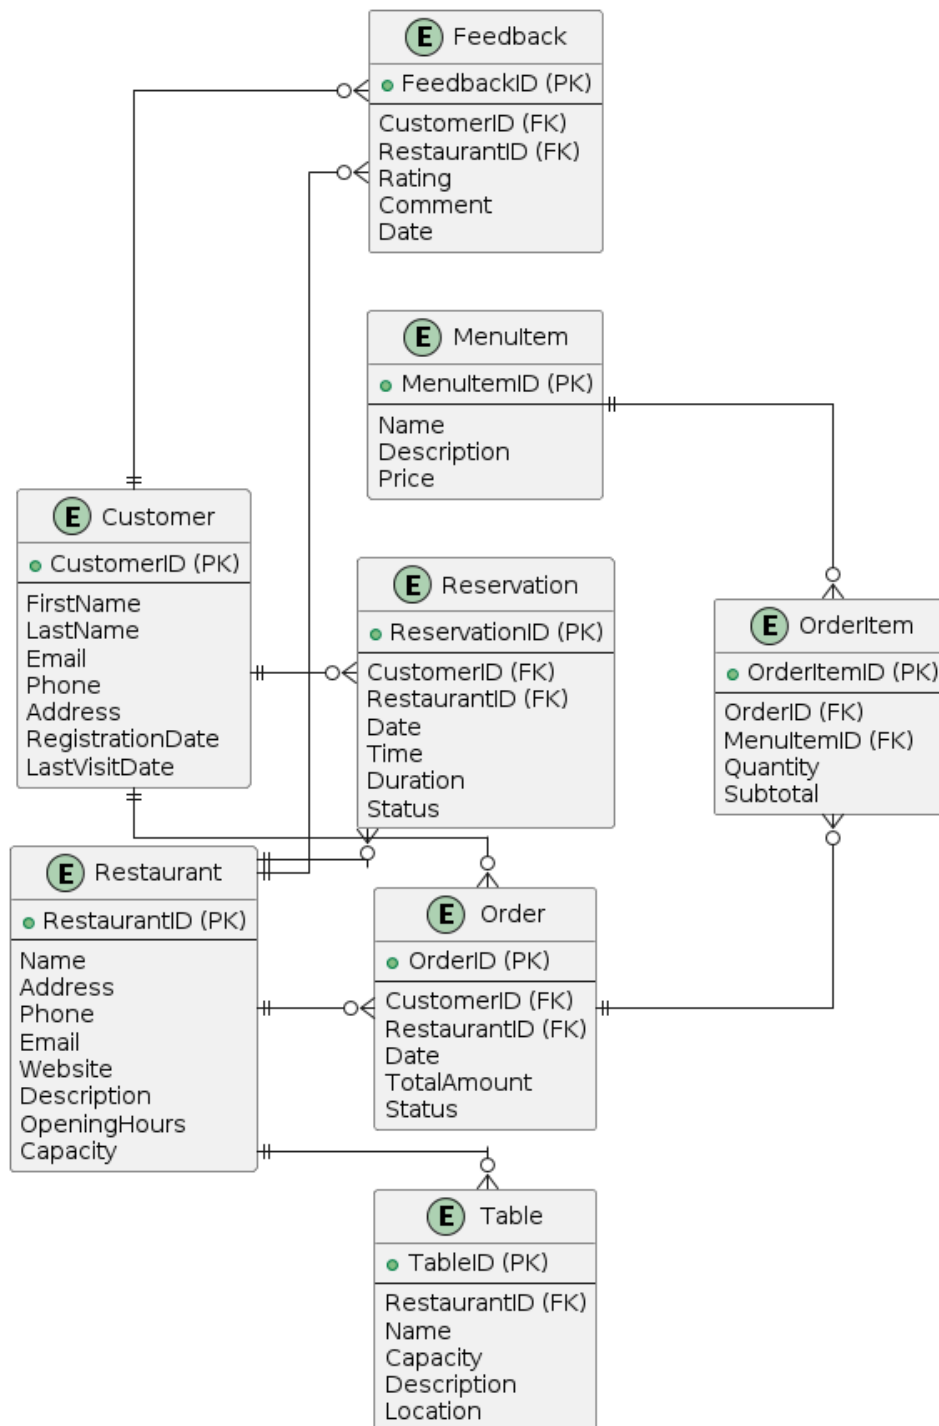 E Feedback
FeedbackID (PK)
CustomerID (FK)
RestaurantID (FK)
Rating
Comment
Date
E MenuItem
MenuItemID (PK)
Name
Description
Price
E Customer
CustomerID (PK)
FirstName
LastName
Email
Phone
Address
RegistrationDate
LastVisitDate
E Reservation
ReservationID (PK)
CustomerID (FK)
RestaurantID (FK)
Date
Time
Duration
Status
E OrderItem
OrderItemID (PK)
OrderID (FK)
MenuItemID (FK)
Quantity
Subtotal
E Restaurant
RestaurantID (PK)
Name
Address
Phone
Email
Website
Description
OpeningHours
Capacity
E Order
OrderID (PK)
CustomerID (FK)
RestaurantID (FK)
Date
TotalAmount
Status
E Table
TableID (PK)
RestaurantID (FK)
Name
Capacity
Description
Location